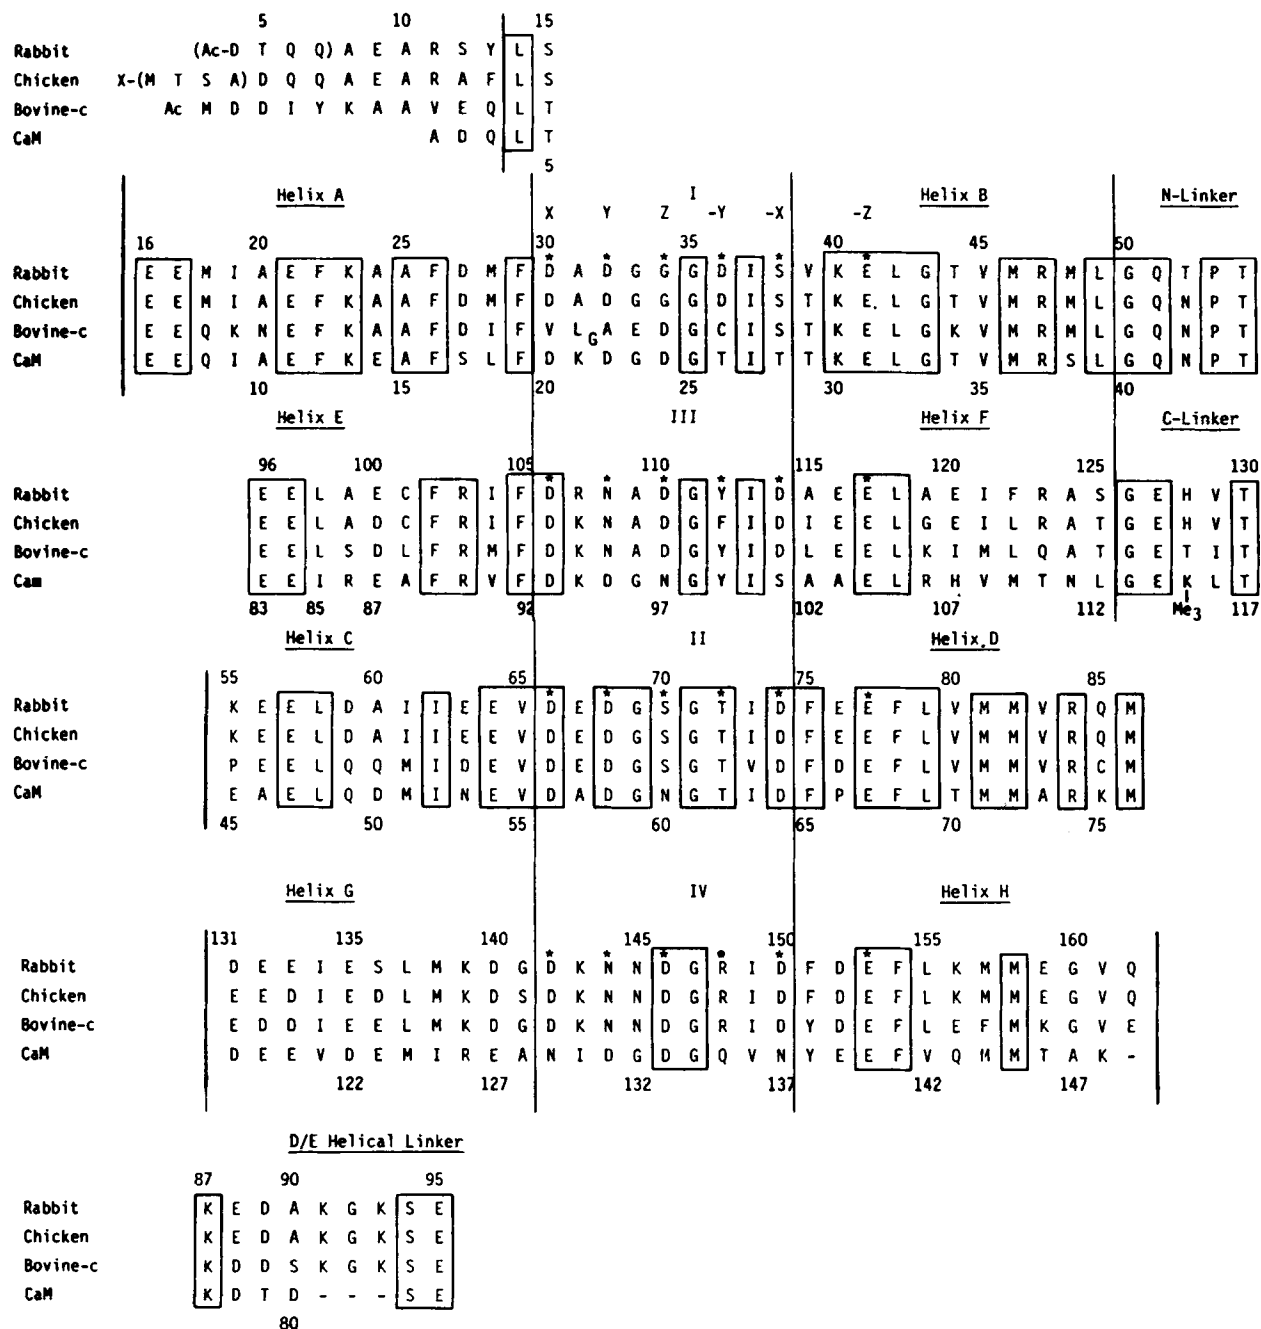 5 10 15
Rabbit (Ac-D T Q Q) A E A R S Y L S
Chicken X-(M T S A) D Q Q A E A R A F L S
Bovine-c Ac M D D I Y K A A V E Q L T
CaM A D Q L T
5
Helix A I Helix B N-Linker
X Y Z -Y -X -Z
16 20 25 30 35 40 45 50
* * * * * *
Rabbit E E M I A E F K A A F D M F D A D G G G D I S V K E L G T V M R M L G Q T P T
Chicken E E M I A E F K A A F D M F D A D G G G D I S T K E L G T V M R M L G Q N P T
Bovine-c E E Q K N E F K A A F D I F V L G A E D G C I S T K E L G K V M R M L G Q N P T
CaM E E Q I A E F K E A F S L F D K D G D G T I T T K E L G T V M R S L G Q N P T
10 15 20 25 30 35 40
Helix E III Helix F C-Linker
96 100 105 110 115 120 125 130
* * * * * *
Rabbit E E L A E C F R I F D R N A D G Y I D A E E L A E I F R A S G E H V T
Chicken E E L A D C F R I F D K N A D G F I D I E E L G E I L R A T G E H V T
Bovine-c E E L S D L F R M F D K N A D G Y I D L E E L K I M L Q A T G E T I T
Cam E E I R E A F R V F D K D G N G Y I S A A E L R H V M T N L G E K L T
83 85 87 92 97 102 107 112 Me3 117
Helix C II Helix D
55 60 65 70 75 80 85
* * * * * *
Rabbit K E E L D A I I E E V D E D G S G T I D F E E F L V M M V R Q M
Chicken K E E L D A I I E E V D E D G S G T I D F E E F L V M M V R Q M
Bovine-c P E E L Q Q M I D E V D E D G S G T V D F D E F L V M M V R C M
CaM E A E L Q D M I N E V D A D G N G T I D F P E F L T M M A R K M
45 50 55 60 65 70 75
Helix G IV Helix H
131 135 140 145 150 155 160
* * * * * *
Rabbit D E E I E S L M K D G D K N N D G R I D F D E F L K M M E G V Q
Chicken E E D I E D L M K D S D K N N D G R I D F D E F L K M M E G V Q
Bovine-c E D D I E E L M K D G D K N N D G R I D Y D E F L E F M K G V E
CaM D E E V D E M I R E A N I D G D G Q V N Y E E F V Q M M T A K -
122 127 132 137 142 147
D/E Helical Linker
87 90 95
Rabbit K E D A K G K S E
Chicken K E D A K G K S E
Bovine-c K D D S K G K S E
CaM K D T D - - - S E
80